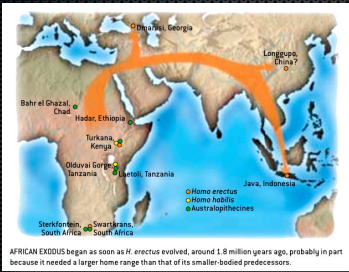 Dmanisi, Georgia
Longgupo,
China?
Bahr el Ghazal,
Chad
Hadar, Ethiopia
Turkana,
Kenya
Olduvai Gorge,
Tanzania
Laetoli, Tanzania
Java, Indonesia
Homo erectus
Homo habilis
Australopithecines
Sterkfontein,
South Africa
Swartkrans,
South Africa
AFRICAN EXODUS began as soon as H. erectus evolved, around 1.8 million years ago, probably in part
because it needed a larger home range than that of its smaller-bodied predecessors.